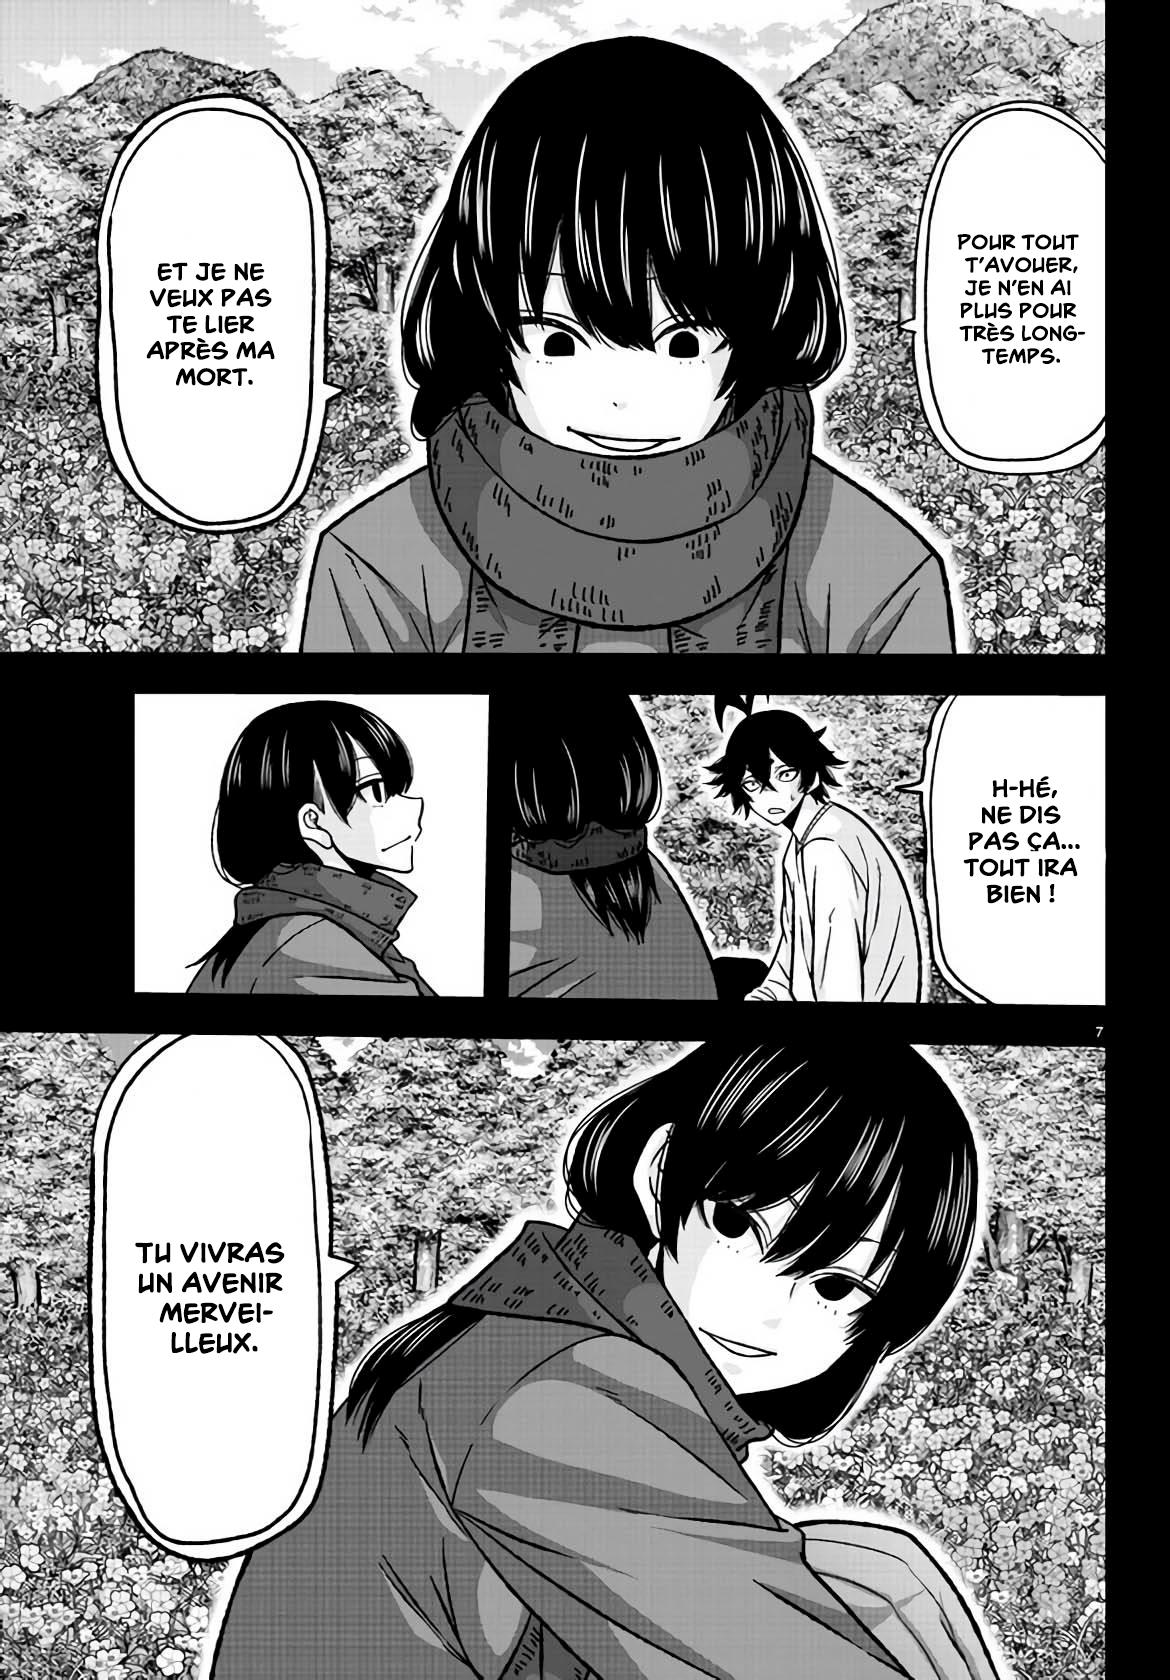 POUR TOUT
T'AVOUER,
JE N'EN AI
PLUS POUR
TRÈS LONG-
TEMPS.
ET JE NE
VEUX PAS
TE LIER
APRÈS MA
MORT.
H-HÉ,
NE DIS
PAS ÇA...
TOUT IRA
BIEN !
7
TU VIVRAS
UN AVENIR
MERVEI-
LLEUX.